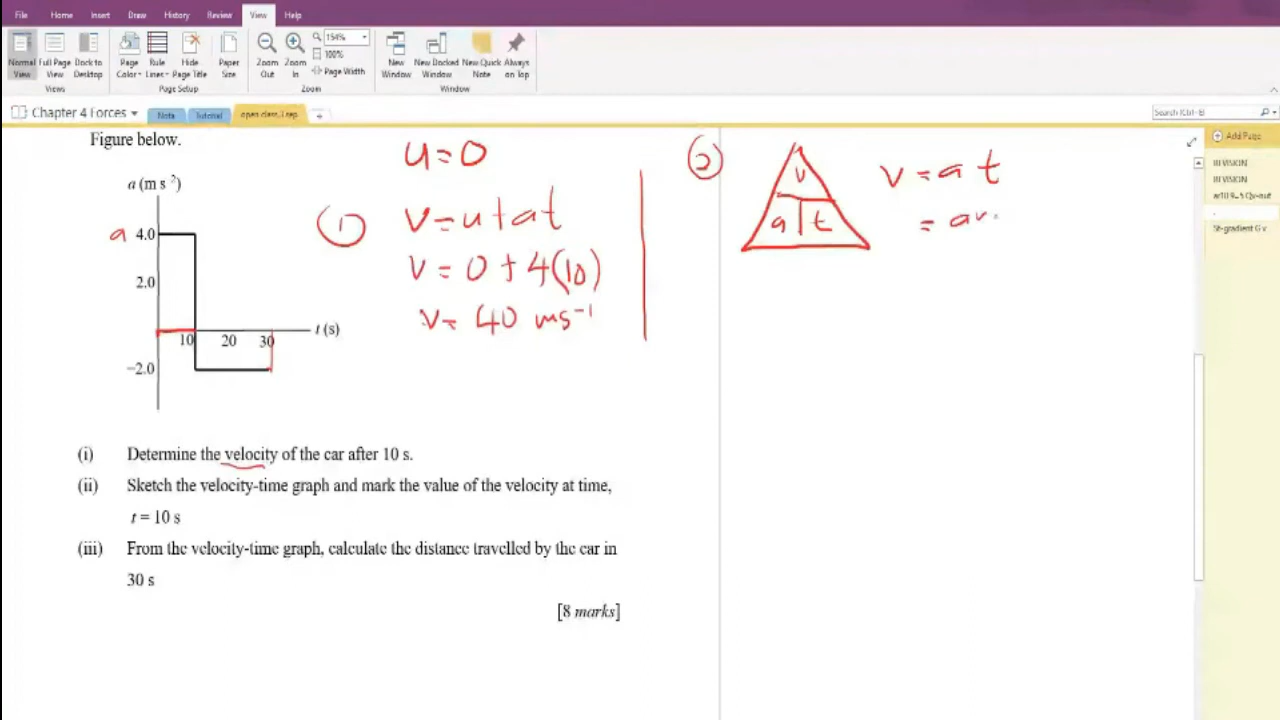 File Home Insert Draw History Review View Help
154%
100%
Page Width
Normal View Full Page View Dock to Desktop
Page Color Rule Lines Hide Page Title Paper Size Zoom Out Zoom In New Window New Docked Window New Quick Note Always on Top
Views Page Setup Zoom Window
Chapter 4 Forces Note Tutorial +
Search (Ctrl+E)
Add Page
Figure below.
u=0
a (m s⁻²)
a 4.0
2.0
10 20 30 t (s)
−2.0
① v=u+at
v = 0 + 4(10)
v= 40 ms⁻¹
②
v
a t
v = a t
=
(i) Determine the velocity of the car after 10 s.
(ii) Sketch the velocity-time graph and mark the value of the velocity at time,
t = 10 s
(iii) From the velocity-time graph, calculate the distance travelled by the car in
30 s
[8 marks]